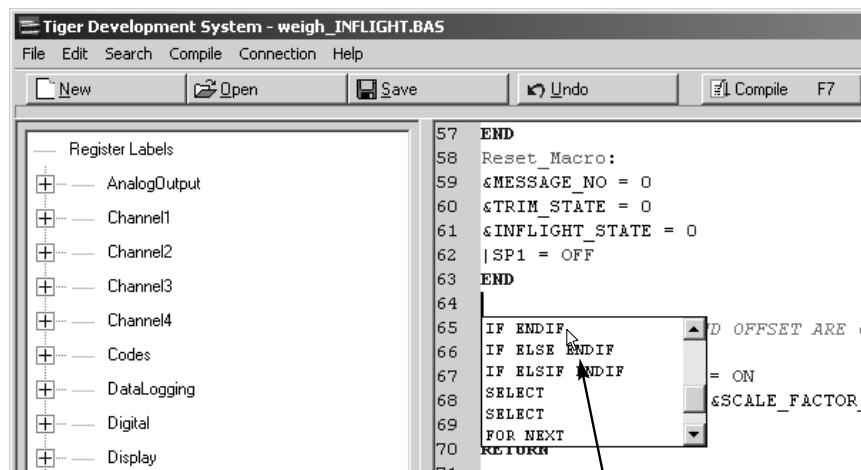 Tiger Development System - weigh_INFLIGHT.BAS
File Edit Search Compile Connection Help
New Open Save Undo Compile F7
Register Labels
AnalogOutput
Channel1
Channel2
Channel3
Channel4
Codes
DataLogging
Digital
Display
57 END
58 Reset_Macro:
59 &MESSAGE_NO = 0
60 &TRIM_STATE = 0
61 &INFLIGHT_STATE = 0
62 |SP1 = OFF
63 END
64
65 D OFFSET ARE
66
67 = ON
68 &SCALE_FACTOR_
69
70 RETURN
71
IF ENDIF
IF ELSE ENDIF
IF ELSIF ENDIF
SELECT
SELECT
FOR NEXT